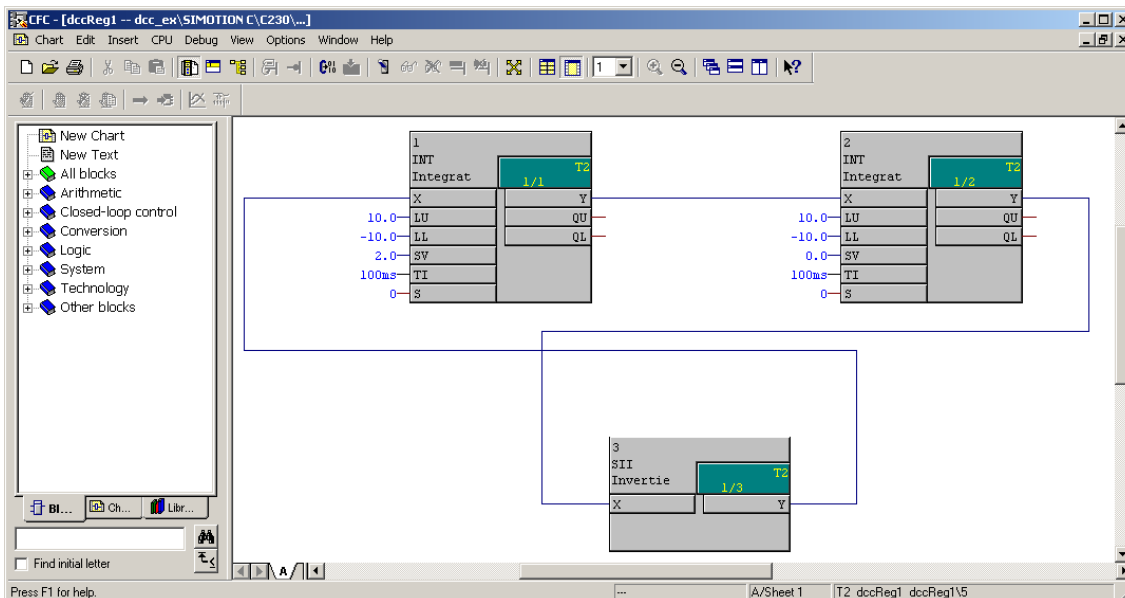 CFC - [dccReg1 -- dcc_ex\SIMOTION C\C230\...]
Chart Edit Insert CPU Debug View Options Window Help
1
New Chart
New Text
All blocks
Arithmetic
Closed-loop control
Conversion
Logic
System
Technology
Other blocks
BI... Ch... Libr...
Find initial letter
1
INT
Integrat
T2
1/1
X Y
10.0 LU QU
-10.0 LL QL
2.0 SV
100ms TI
0 S
2
INT
Integrat
T2
1/2
X Y
10.0 LU QU
-10.0 LL QL
0.0 SV
100ms TI
0 S
3
SII
Invertie
T2
1/3
X Y
A
Press F1 for help.
---
A/Sheet 1
T2 dccReg1 dccReg1\5